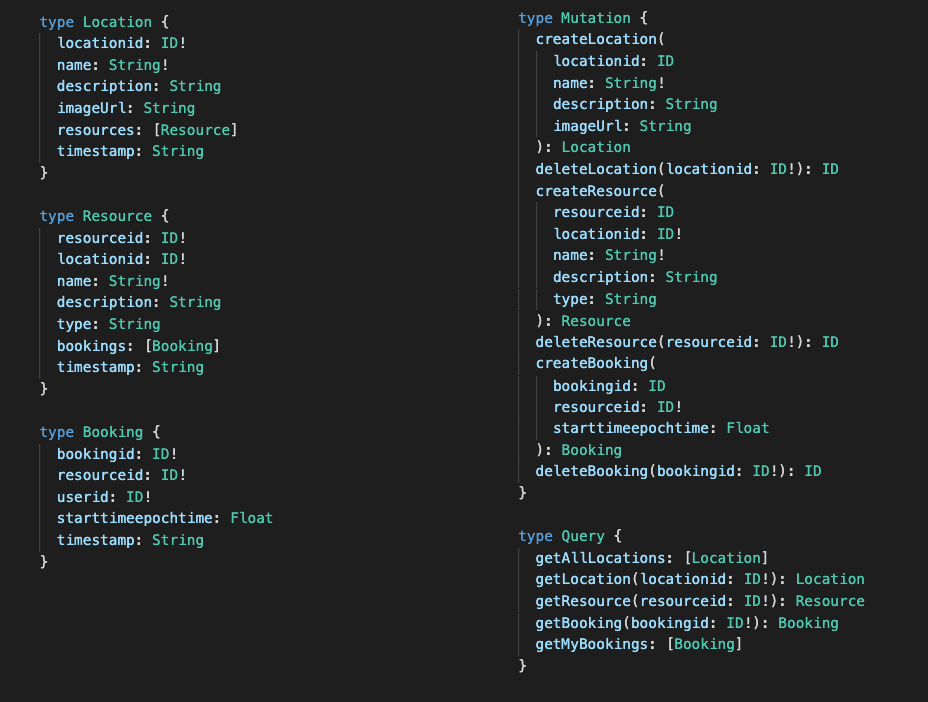 type Location {
  locationid: ID!
  name: String!
  description: String
  imageUrl: String
  resources: [Resource]
  timestamp: String
}

type Resource {
  resourceid: ID!
  locationid: ID!
  name: String!
  description: String
  type: String
  bookings: [Booking]
  timestamp: String
}

type Booking {
  bookingid: ID!
  resourceid: ID!
  userid: ID!
  starttimeepochtime: Float
  timestamp: String
}

type Mutation {
  createLocation(
    locationid: ID
    name: String!
    description: String
    imageUrl: String
  ): Location
  deleteLocation(locationid: ID!): ID
  createResource(
    resourceid: ID
    locationid: ID!
    name: String!
    description: String
    type: String
  ): Resource
  deleteResource(resourceid: ID!): ID
  createBooking(
    bookingid: ID
    resourceid: ID!
    starttimeepochtime: Float
  ): Booking
  deleteBooking(bookingid: ID!): ID
}

type Query {
  getAllLocations: [Location]
  getLocation(locationid: ID!): Location
  getResource(resourceid: ID!): Resource
  getBooking(bookingid: ID!): Booking
  getMyBookings: [Booking]
}